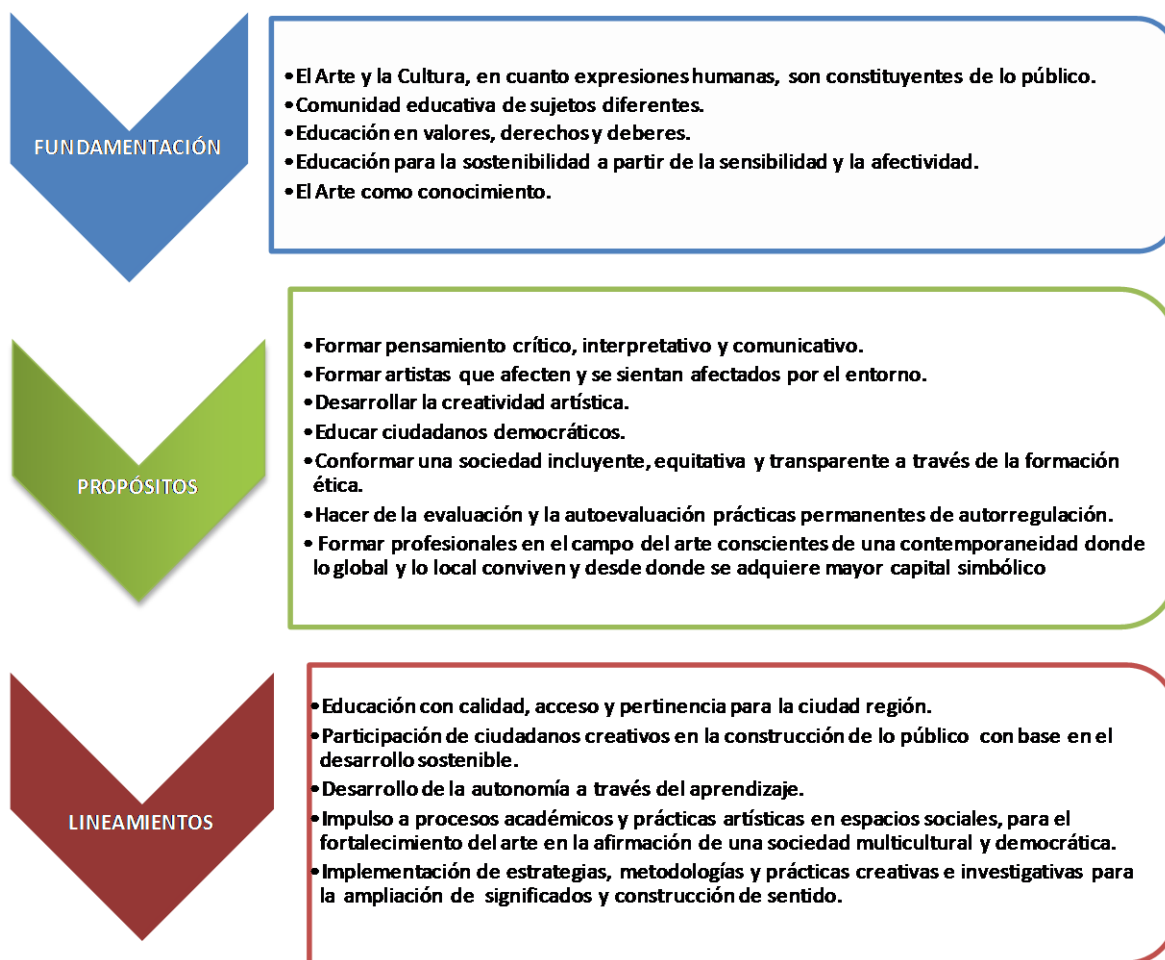 FUNDAMENTACIÓN
•El Arte y la Cultura, en cuanto expresiones humanas, son constituyentes de lo público.
•Comunidad educativa de sujetos diferentes.
•Educación en valores, derechos y deberes.
•Educación para la sostenibilidad a partir de la sensibilidad y la afectividad.
•El Arte como conocimiento.
PROPÓSITOS
•Formar pensamiento crítico, interpretativo y comunicativo.
•Formar artistas que afecten y se sientan afectados por el entorno.
•Desarrollar la creatividad artística.
•Educar ciudadanos democráticos.
•Conformar una sociedad incluyente, equitativa y transparente a través de la formación
ética.
•Hacer de la evaluación y la autoevaluación prácticas permanentes de autorregulación.
• Formar profesionales en el campo del arte conscientes de una contemporaneidad donde
lo global y lo local conviven y desde donde se adquiere mayor capital simbólico
LINEAMIENTOS
•Educación con calidad, acceso y pertinencia para la ciudad región.
•Participación de ciudadanos creativos en la construcción de lo público con base en el
desarrollo sostenible.
•Desarrollo de la autonomía a través del aprendizaje.
•Impulso a procesos académicos y prácticas artísticas en espacios sociales, para el
fortalecimiento del arte en la afirmación de una sociedad multicultural y democrática.
•Implementación de estrategias, metodologías y prácticas creativas e investigativas para
la ampliación de significados y construcción de sentido.